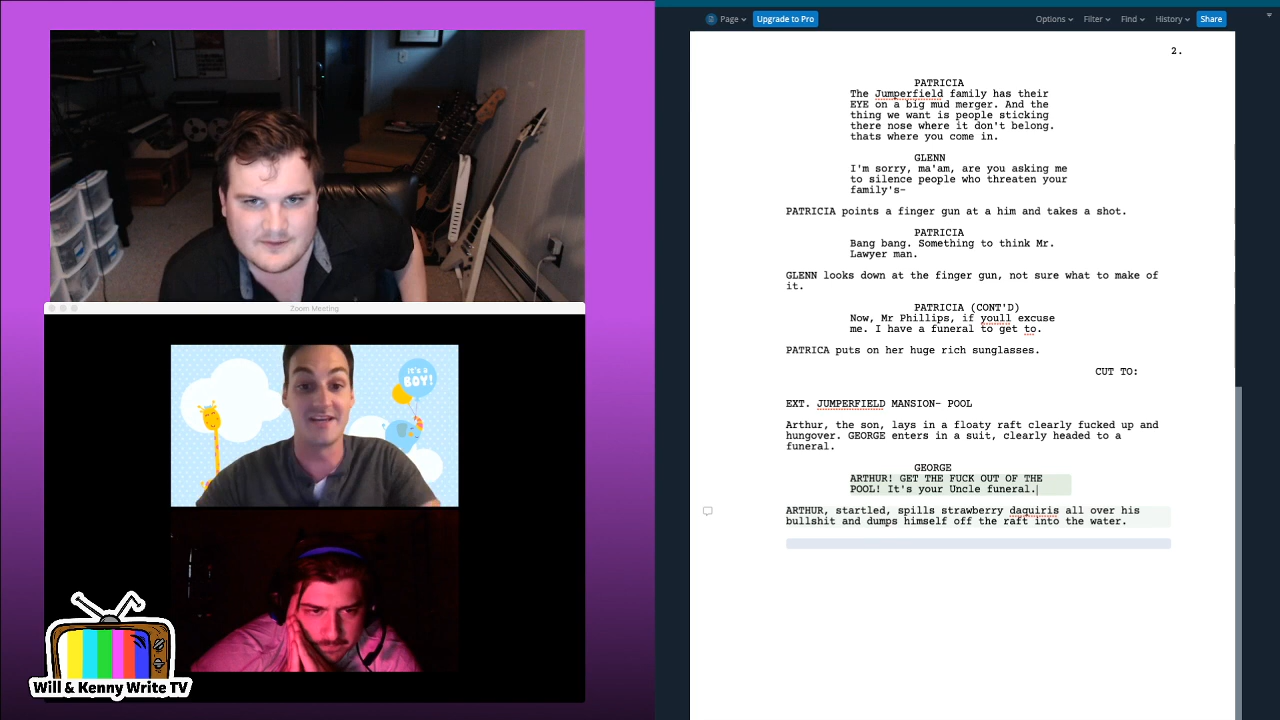 Zoom Meeting
IT'S A
BOY!
Will & Kenny Write TV
Page
Upgrade to Pro
Options
Filter
Find
History
Share
2.
PATRICIA
The Jumperfield family has their
EYE on a big mud merger. And the
thing we want is people sticking
there nose where it don't belong.
thats where you come in.
GLENN
I'm sorry, ma'am, are you asking me
to silence people who threaten your
family's-
PATRICIA points a finger gun at a him and takes a shot.
PATRICIA
Bang bang. Something to think Mr.
Lawyer man.
GLENN looks down at the finger gun, not sure what to make of
it.
PATRICIA (CONT'D)
Now, Mr Phillips, if youll excuse
me. I have a funeral to get to.
PATRICA puts on her huge rich sunglasses.
CUT TO:
EXT. JUMPERFIELD MANSION- POOL
Arthur, the son, lays in a floaty raft clearly fucked up and
hungover. GEORGE enters in a suit, clearly headed to a
funeral.
GEORGE
ARTHUR! GET THE FUCK OUT OF THE
POOL! It's your Uncle funeral.
ARTHUR, startled, spills strawberry daquiris all over his
bullshit and dumps himself off the raft into the water.